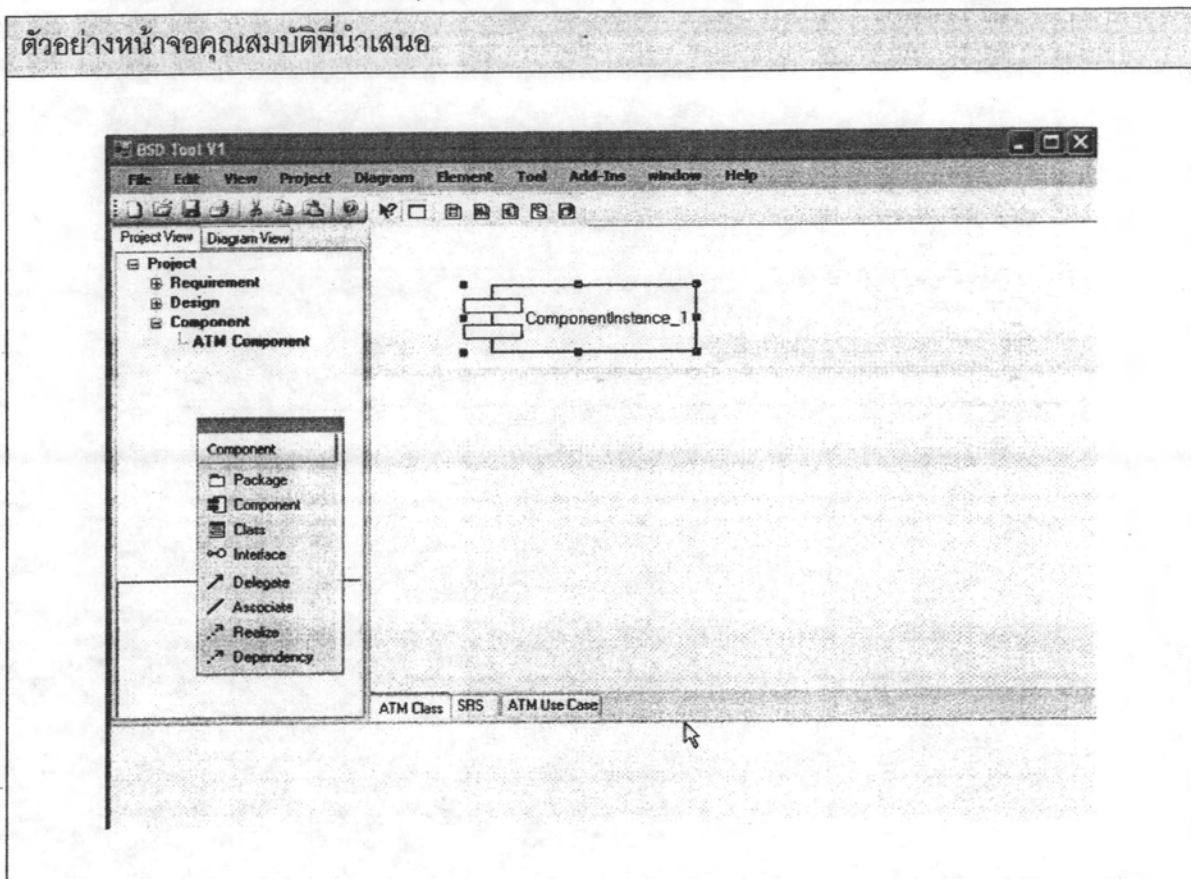 ตัวอย่างหน้าจอคุณสมบัติที่นำเสนอ
BSD Tool V1
File Edit View Project Diagram Element Tool Add-Ins window Help
Project View Diagram View
Project
Requirement
Design
Component
ATM Component
ComponentInstance_1
Component
Package
Component
Class
Interface
Delegate
Associate
Realize
Dependency
ATM Class SRS ATM Use Case